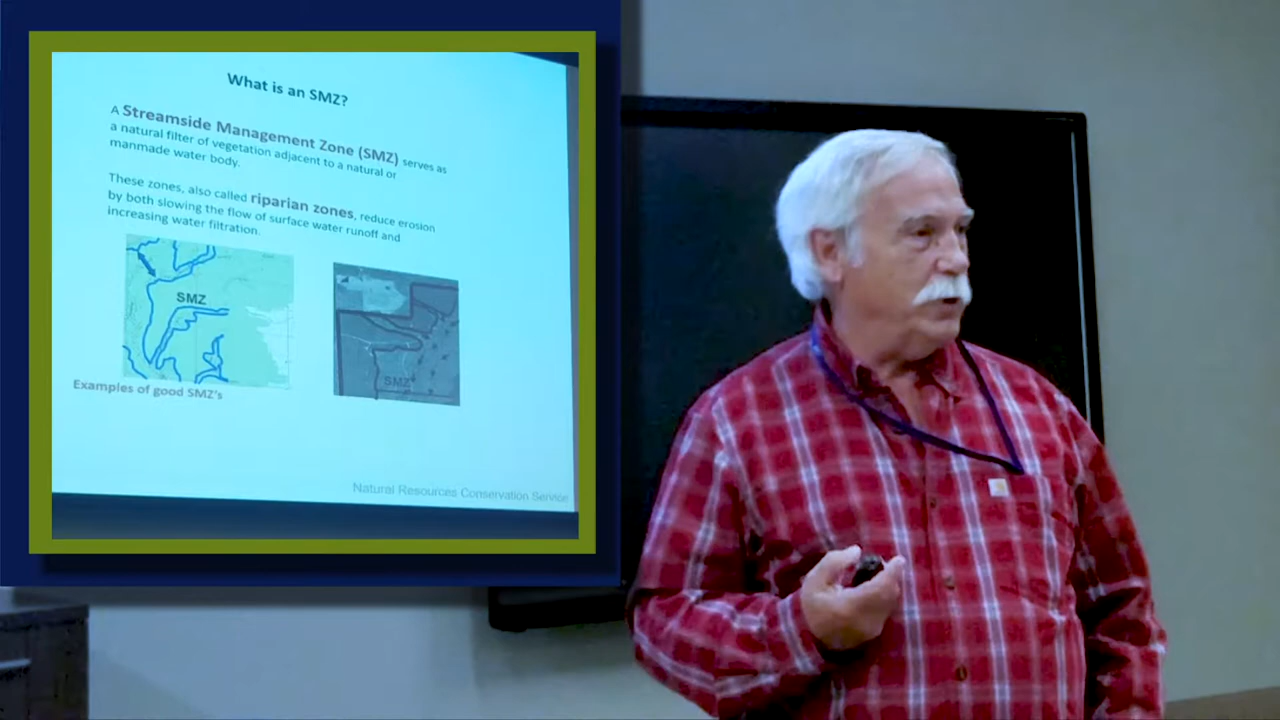 What is an SMZ?
A Streamside Management Zone (SMZ) serves as
a natural filter of vegetation adjacent to a natural or
manmade water body.
These zones, also called riparian zones, reduce erosion
by both slowing the flow of surface water runoff and
increasing water filtration.
SMZ
SMZ
Examples of good SMZ's
Natural Resources Conservation Service